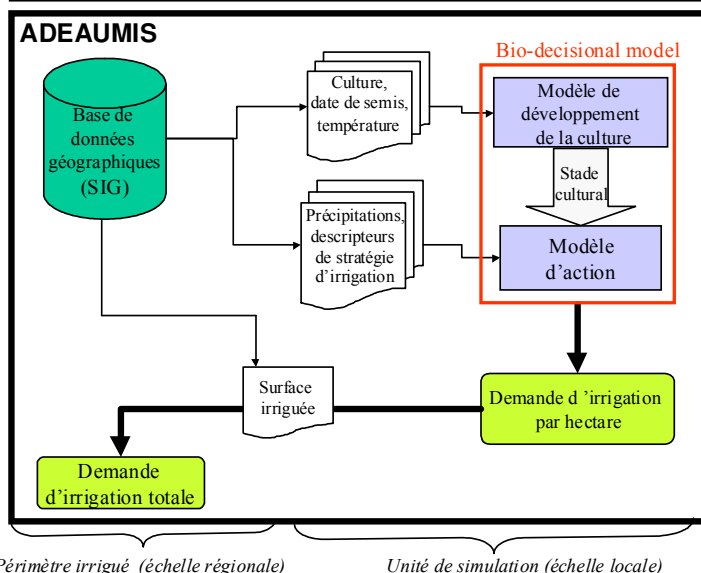 ADEAUMIS
Bio-decisional model
Base de
données
géographiques
(SIG)
Culture,
date de semis,
température
Modèle de
développement
de la culture
Stade
cultural
Précipitations,
descripteurs
de stratégie
d'irrigation
Modèle
d'action
Surface
irriguée
Demande d 'irrigation
par hectare
Demande
d'irrigation totale
Périmètre irrigué (échelle régionale)
Unité de simulation (échelle locale)